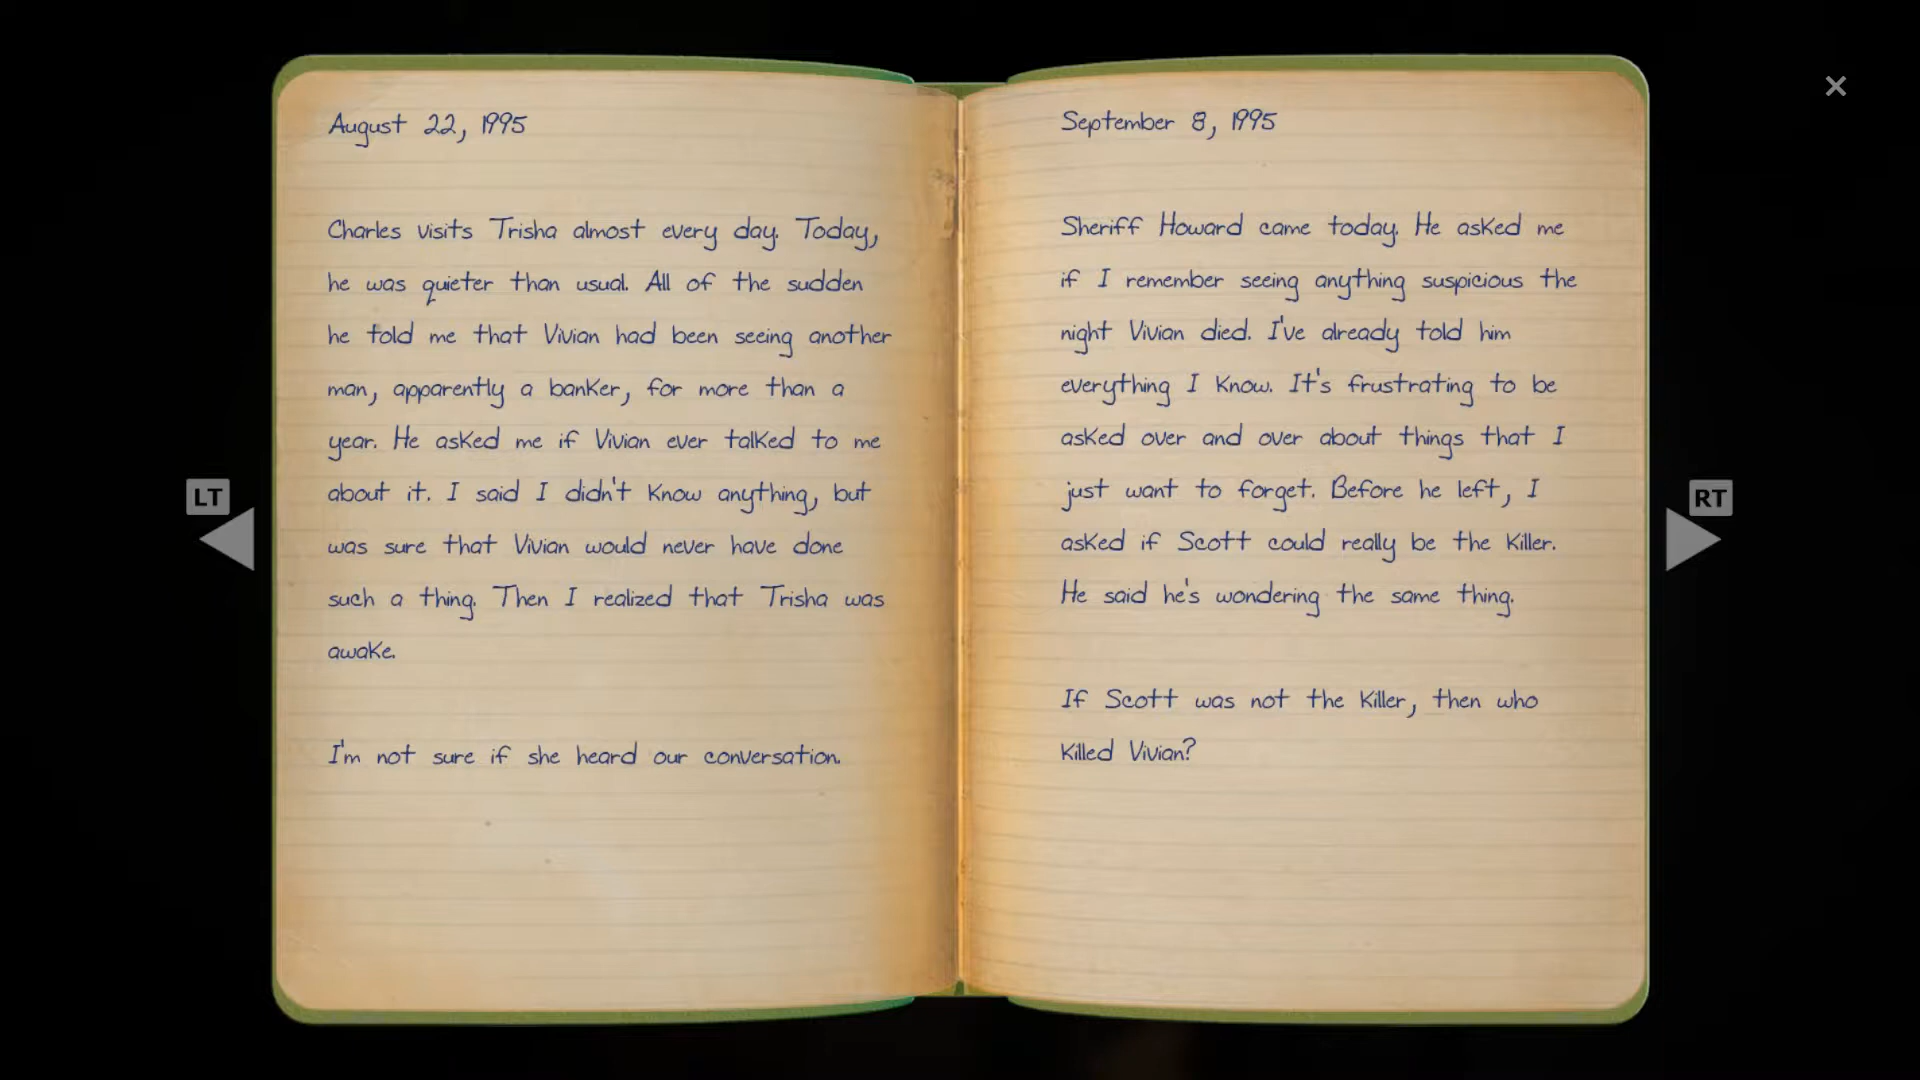 August 22, 1995
Charles visits Trisha almost every day. Today,
he was quieter than usual. All of the sudden
he told me that Vivian had been seeing another
man, apparently a banker, for more than a
year. He asked me if Vivian ever talked to me
about it. I said I didn't know anything, but
was sure that Vivian would never have done
such a thing. Then I realized that Trisha was
awake.
I'm not sure if she heard our conversation.
LT
September 8, 1995
Sheriff Howard came today. He asked me
if I remember seeing anything suspicious the
night Vivian died. I've already told him
everything I know. It's frustrating to be
asked over and over about things that I
just want to forget. Before he left, I
asked if Scott could really be the killer.
He said he's wondering the same thing.
If Scott was not the killer, then who
killed Vivian?
RT